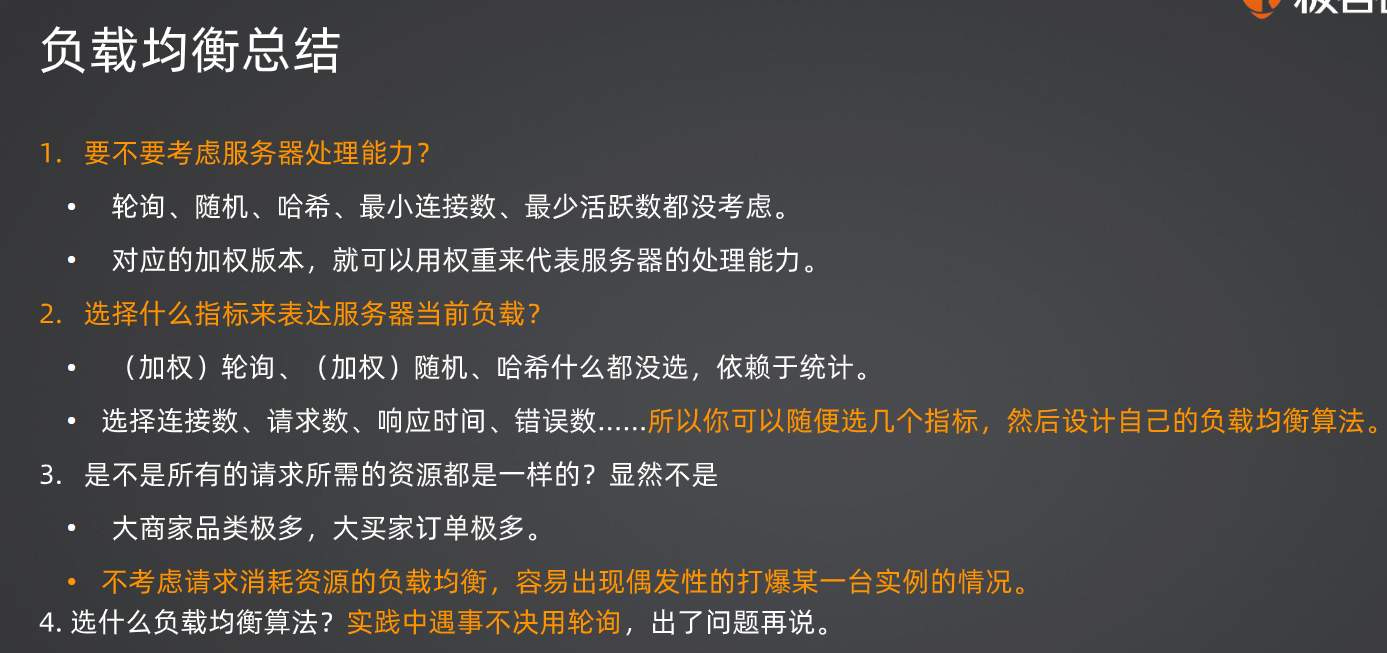 负载均衡总结
1. 要不要考虑服务器处理能力？
• 轮询、随机、哈希、最小连接数、最少活跃数都没考虑。
• 对应的加权版本，就可以用权重来代表服务器的处理能力。
2. 选择什么指标来表达服务器当前负载？
• （加权）轮询、（加权）随机、哈希什么都没选，依赖于统计。
• 选择连接数、请求数、响应时间、错误数……所以你可以随便选几个指标，然后设计自己的负载均衡算法。
3. 是不是所有的请求所需的资源都是一样的？显然不是
• 大商家品类极多，大买家订单极多。
• 不考虑请求消耗资源的负载均衡，容易出现偶发性的打爆某一台实例的情况。
4. 选什么负载均衡算法？实践中遇事不决用轮询，出了问题再说。